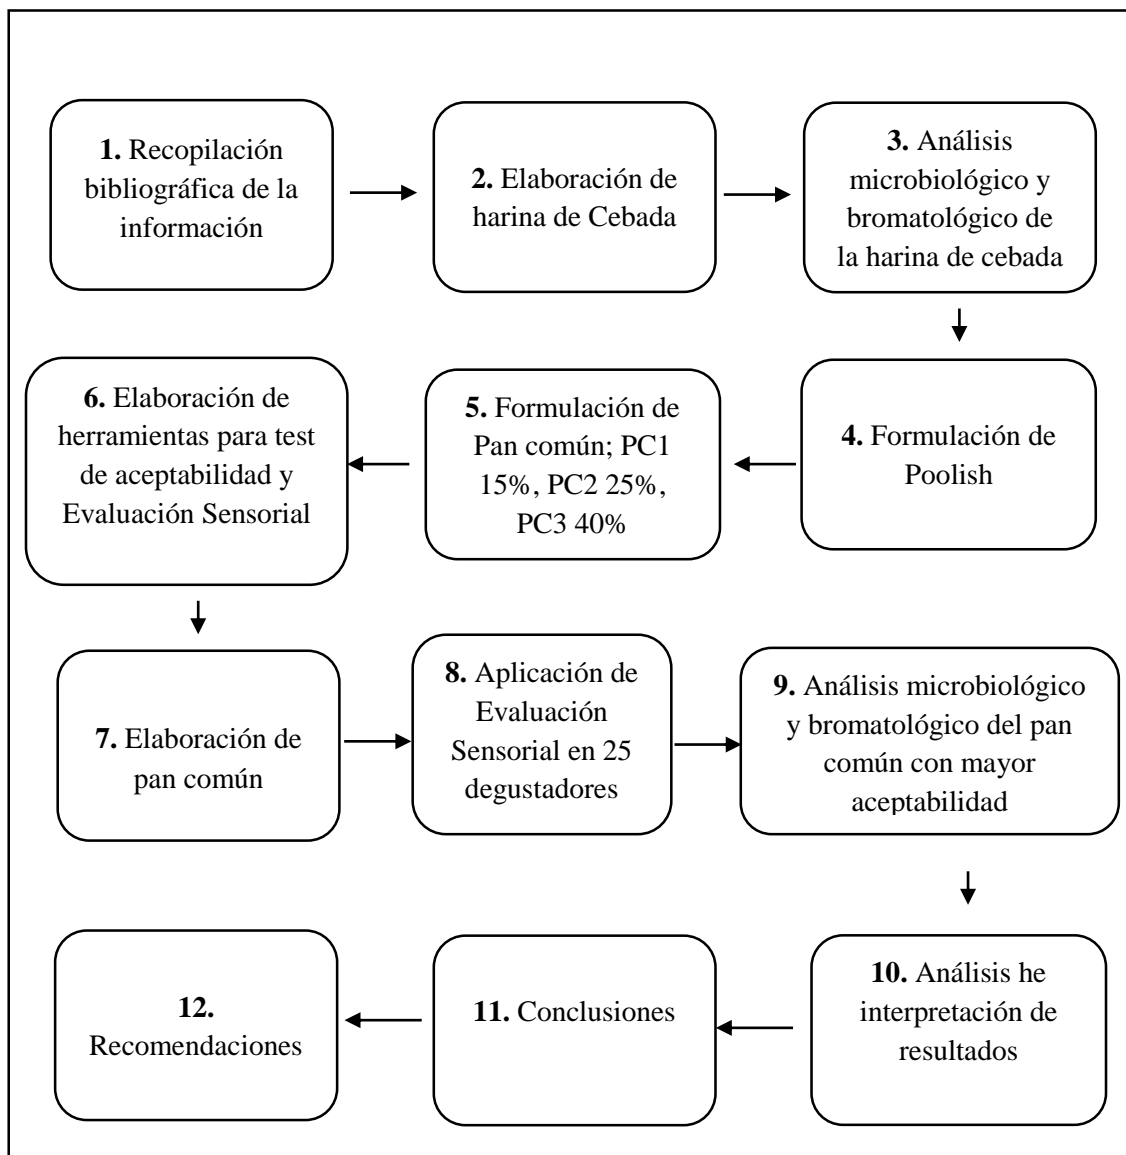 1. Recopilación
bibliográfica de la
información
2. Elaboración de
harina de Cebada
3. Análisis
microbiológico y
bromatológico de
la harina de cebada
4. Formulación de
Poolish
5. Formulación de
Pan común; PC1
15%, PC2 25%,
PC3 40%
6. Elaboración de
herramientas para test
de aceptabilidad y
Evaluación Sensorial
7. Elaboración de
pan común
8. Aplicación de
Evaluación
Sensorial en 25
degustadores
9. Análisis microbiológico
y bromatológico del pan
común con mayor
aceptabilidad
10. Análisis he
interpretación de
resultados
11. Conclusiones
12.
Recomendaciones